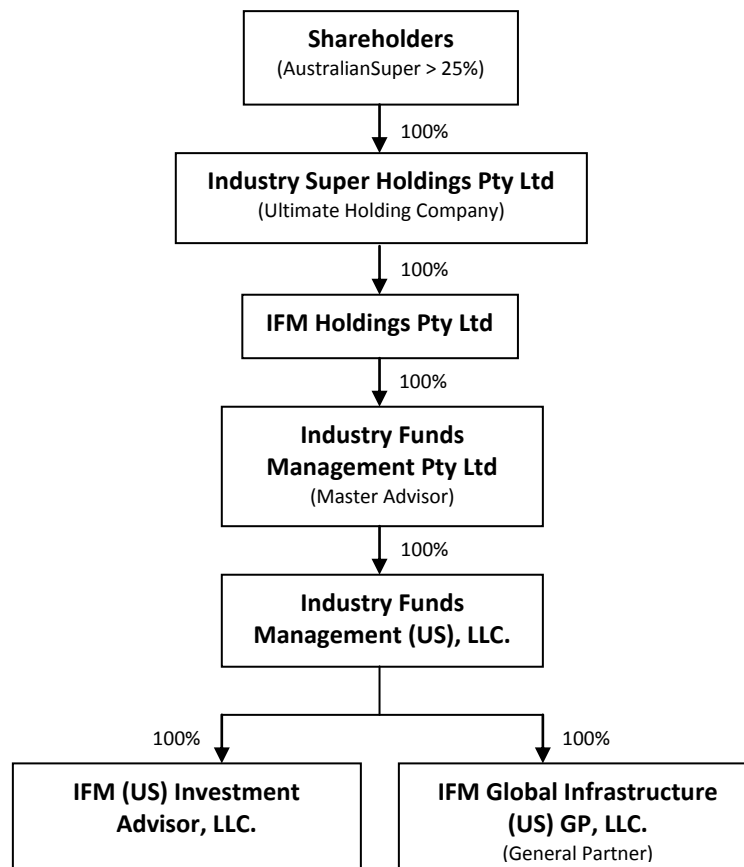 Shareholders
(AustralianSuper > 25%)
100%
Industry Super Holdings Pty Ltd
(Ultimate Holding Company)
100%
IFM Holdings Pty Ltd
100%
Industry Funds
Management Pty Ltd
(Master Advisor)
100%
Industry Funds
Management (US), LLC.
100%
100%
IFM (US) Investment
Advisor, LLC.
IFM Global Infrastructure
(US) GP, LLC.
(General Partner)